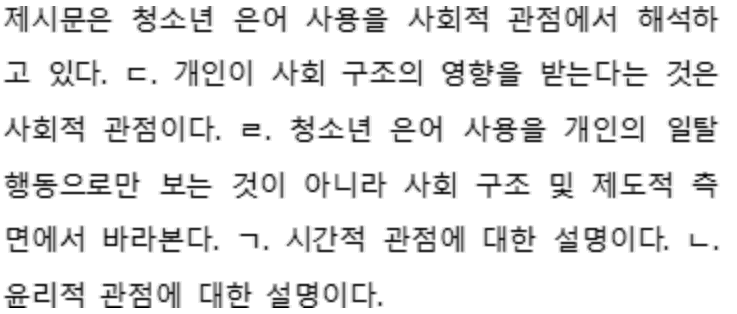 제시문은 청소년 은어 사용을 사회적 관점에서 해석하
고 있다. ㄷ. 개인이 사회 구조의 영향을 받는다는 것은
사회적 관점이다. ㄹ. 청소년 은어 사용을 개인의 일탈
행동으로만 보는 것이 아니라 사회 구조 및 제도적 측
면에서 바라본다. ㄱ. 시간적 관점에 대한 설명이다. ㄴ.
윤리적 관점에 대한 설명이다.